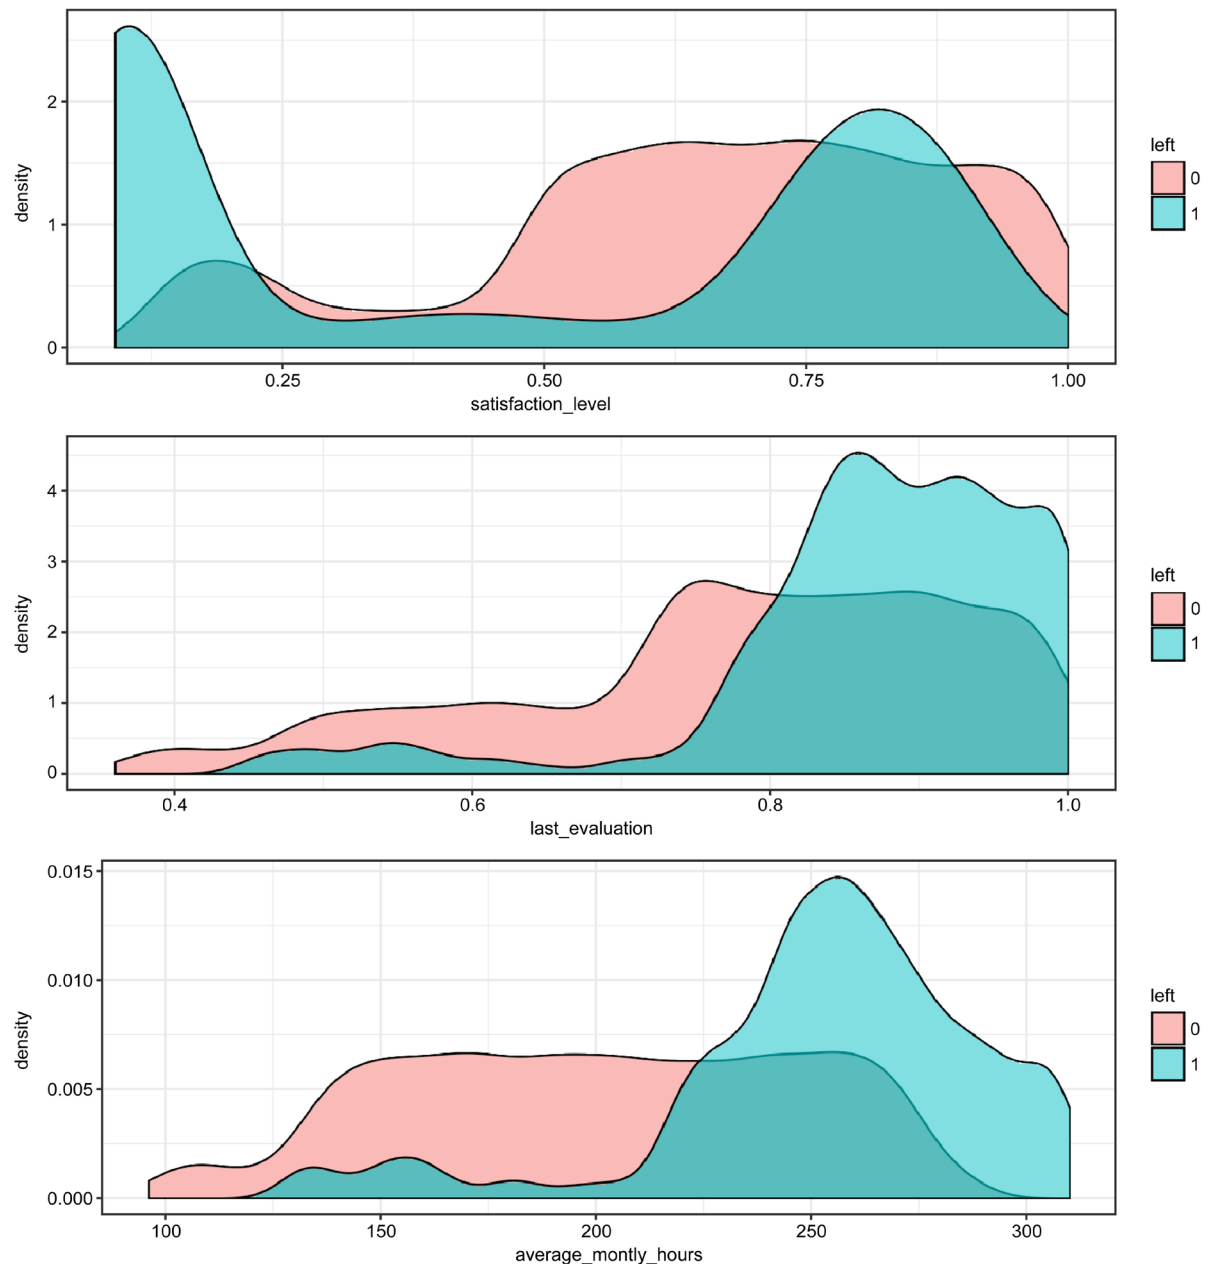 2
1
0
density
0.25 0.50 0.75 1.00
satisfaction_level
left
0
1
4
3
2
1
0
density
0.4 0.6 0.8 1.0
last_evaluation
left
0
1
0.015
0.010
0.005
0.000
density
100 150 200 250 300
average_montly_hours
left
0
1